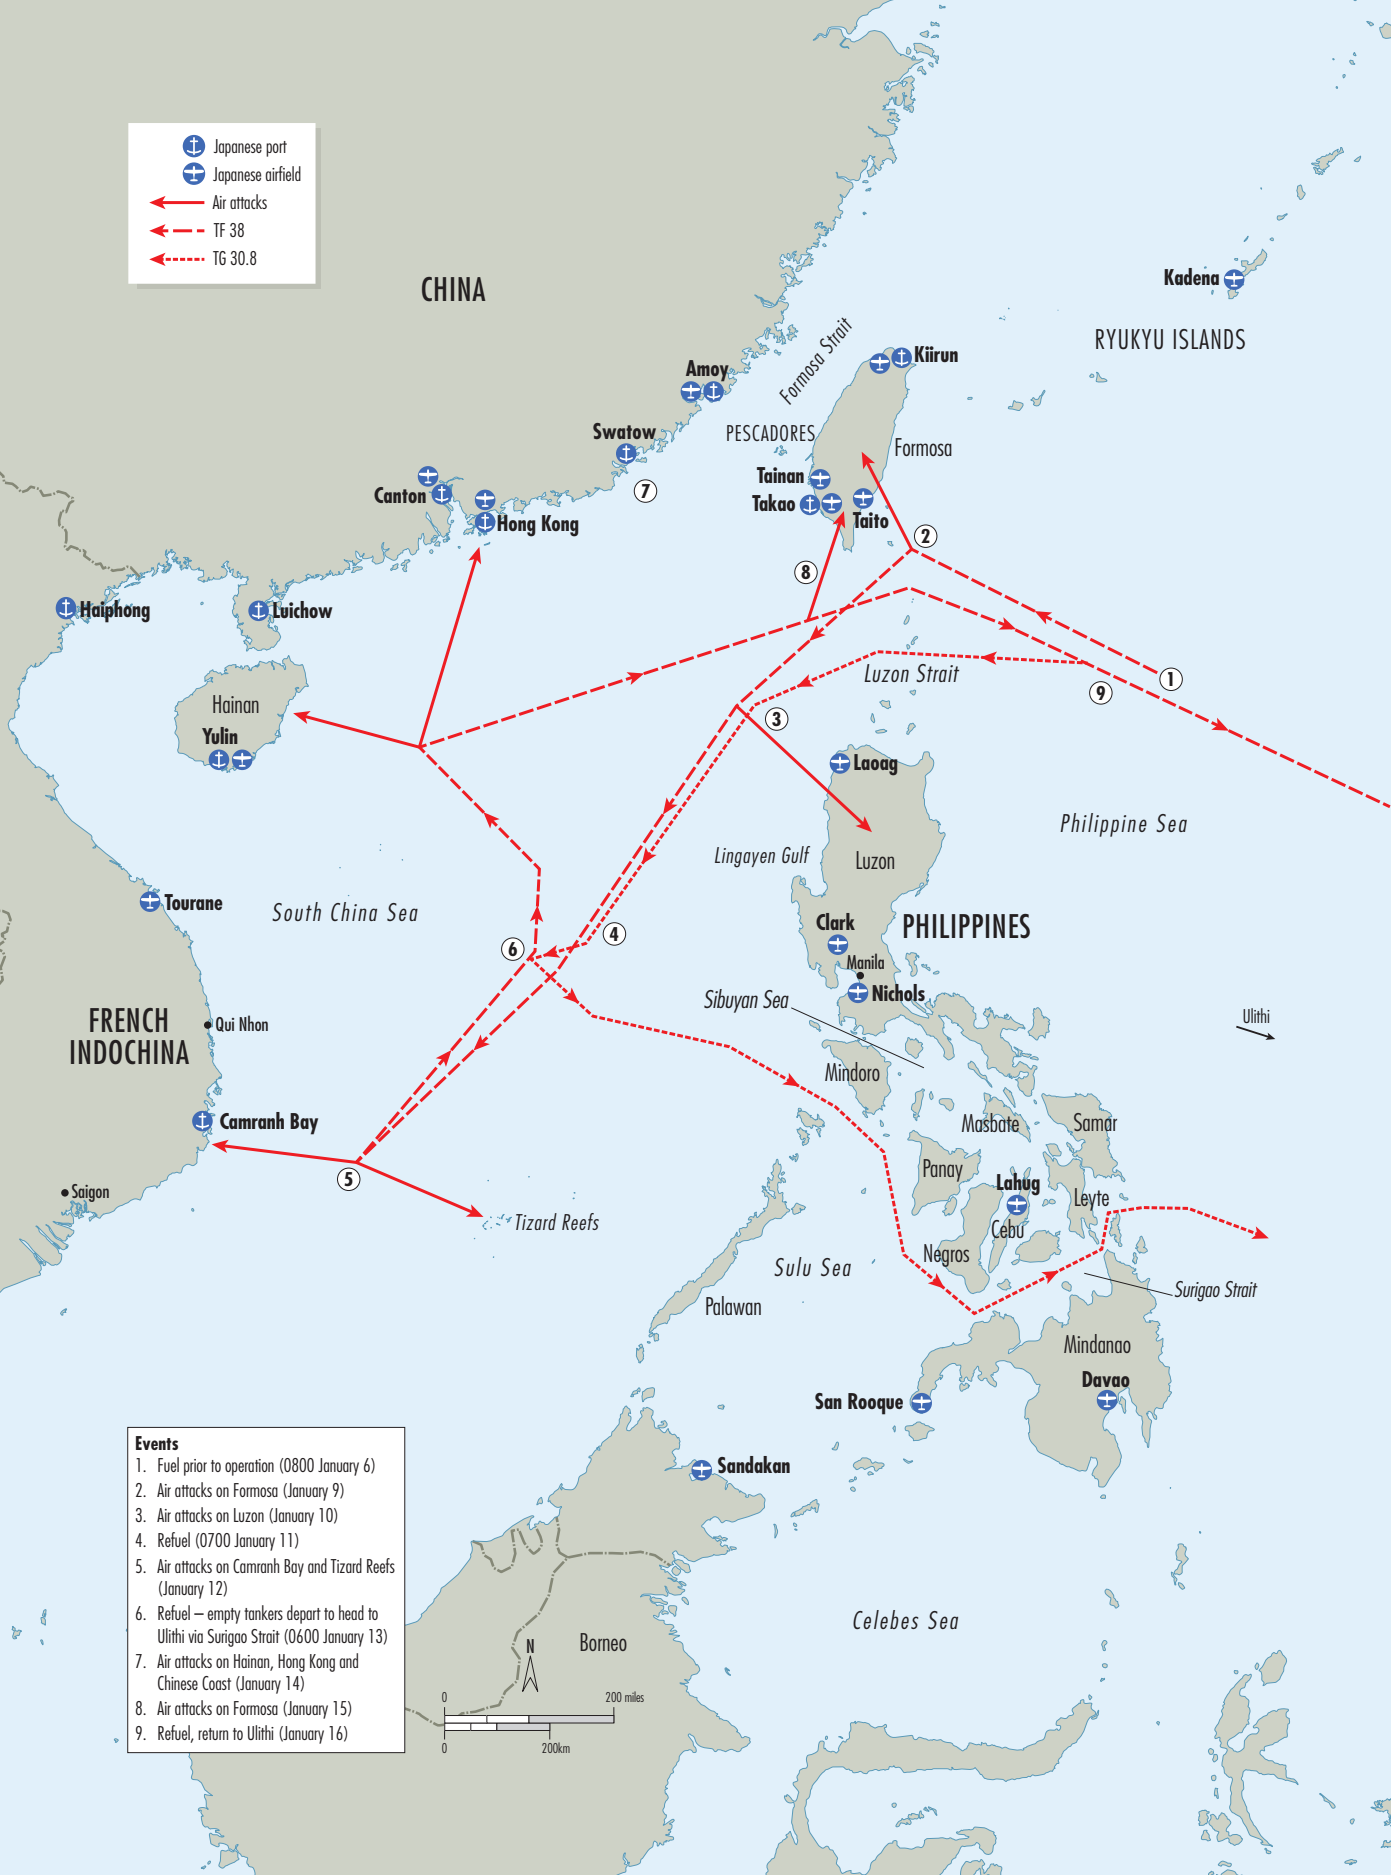 Japanese port
Japanese airfield
Air attacks
TF 38
TG 30.8
CHINA
Kadena
RYUKYU ISLANDS
Formosa Strait
Kiirun
Amoy
Swatow
PESCADORES
Formosa
7
Tainan
Canton
Takao
Taito
Hong Kong
2
8
Haiphong
Luichow
Luzon Strait
1
9
Hainan
3
Yulin
Laoag
Philippine Sea
Lingayen Gulf
Luzon
Tourane
South China Sea
Clark
PHILIPPINES
4
6
Manila
Nichols
Sibuyan Sea
Ulithi
FRENCH
INDOCHINA
Qui Nhon
Mindoro
Camranh Bay
Masbate
Samar
Panay
5
Lahug
Saigon
Leyte
Tizard Reefs
Cebu
Negros
Sulu Sea
Surigao Strait
Palawan
Mindanao
Davao
San Rooque
Sandakan
Events
1. Fuel prior to operation (0800 January 6)
2. Air attacks on Formosa (January 9)
3. Air attacks on Luzon (January 10)
4. Refuel (0700 January 11)
5. Air attacks on Camranh Bay and Tizard Reefs
(January 12)
6. Refuel – empty tankers depart to head to
Ulithi via Surigao Strait (0600 January 13)
7. Air attacks on Hainan, Hong Kong and
Chinese Coast (January 14)
8. Air attacks on Formosa (January 15)
9. Refuel, return to Ulithi (January 16)
Celebes Sea
Borneo
N
0 200 miles
0 200km